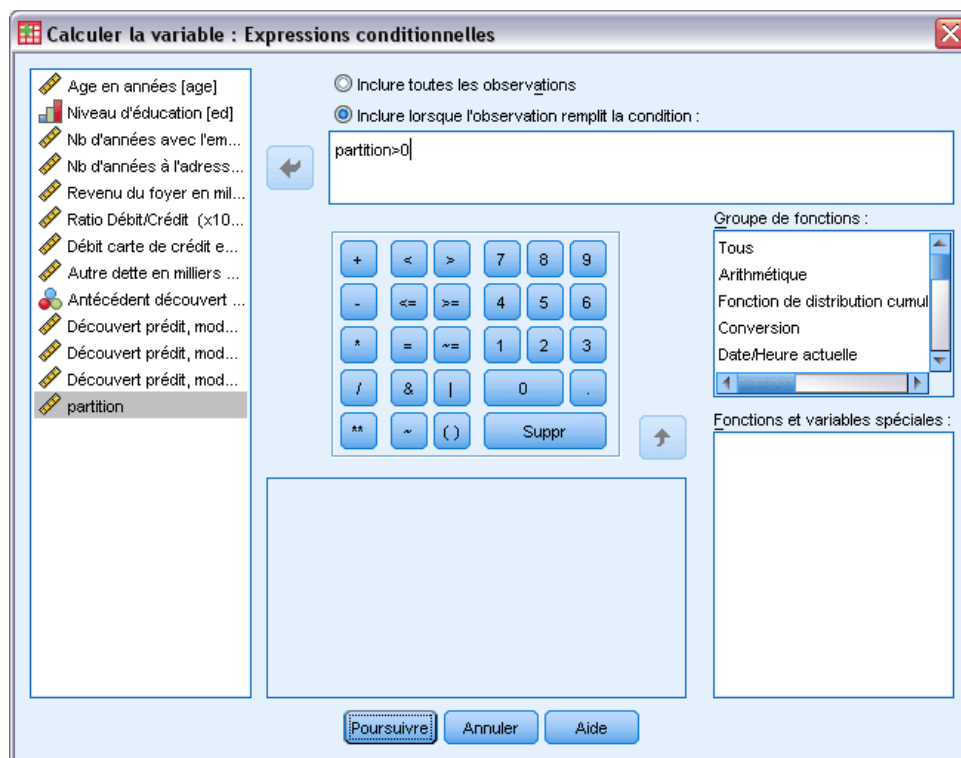 Calculer la variable : Expressions conditionnelles
Age en années [age]
Niveau d'éducation [ed]
Nb d'années avec l'em...
Nb d'années à l'adress...
Revenu du foyer en mil...
Ratio Débit/Crédit (x10...
Débit carte de crédit e...
Autre dette en milliers ...
Antécédent découvert ...
Découvert prédit, mod...
Découvert prédit, mod...
Découvert prédit, mod...
partition
Inclure toutes les observations
Inclure lorsque l'observation remplit la condition :
partition>0
+ < > 7 8 9
- <= >= 4 5 6
* = ~= 1 2 3
/ & | 0 .
** ~ ( ) Suppr
Groupe de fonctions :
Tous
Arithmétique
Fonction de distribution cumul
Conversion
Date/Heure actuelle
Fonctions et variables spéciales :
Poursuivre Annuler Aide